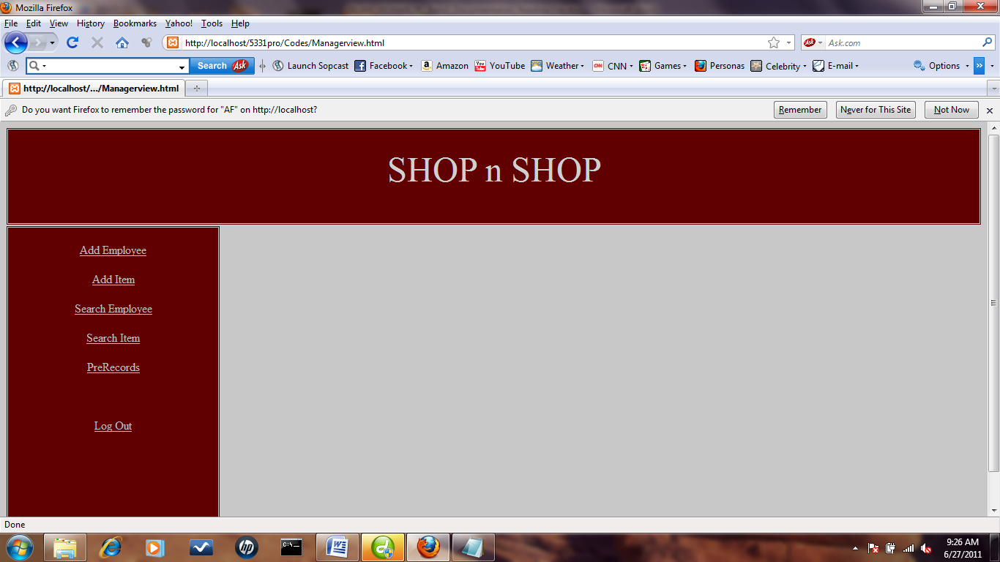 Mozilla Firefox
File Edit View History Bookmarks Yahoo! Tools Help
http://localhost/5331pro/Codes/Managerview.html Ask Ask.com
Search Ask Launch Sopcast Facebook Amazon YouTube Weather CNN Games Personas Celebrity E-mail Options »
http://localhost/.../Managerview.html
Do you want Firefox to remember the password for "AF" on http://localhost? Remember Never for This Site Not Now
SHOP n SHOP
Add Employee
Add Item
Search Employee
Search Item
PreRecords
Log Out
Done
9:26 AM
6/27/2011